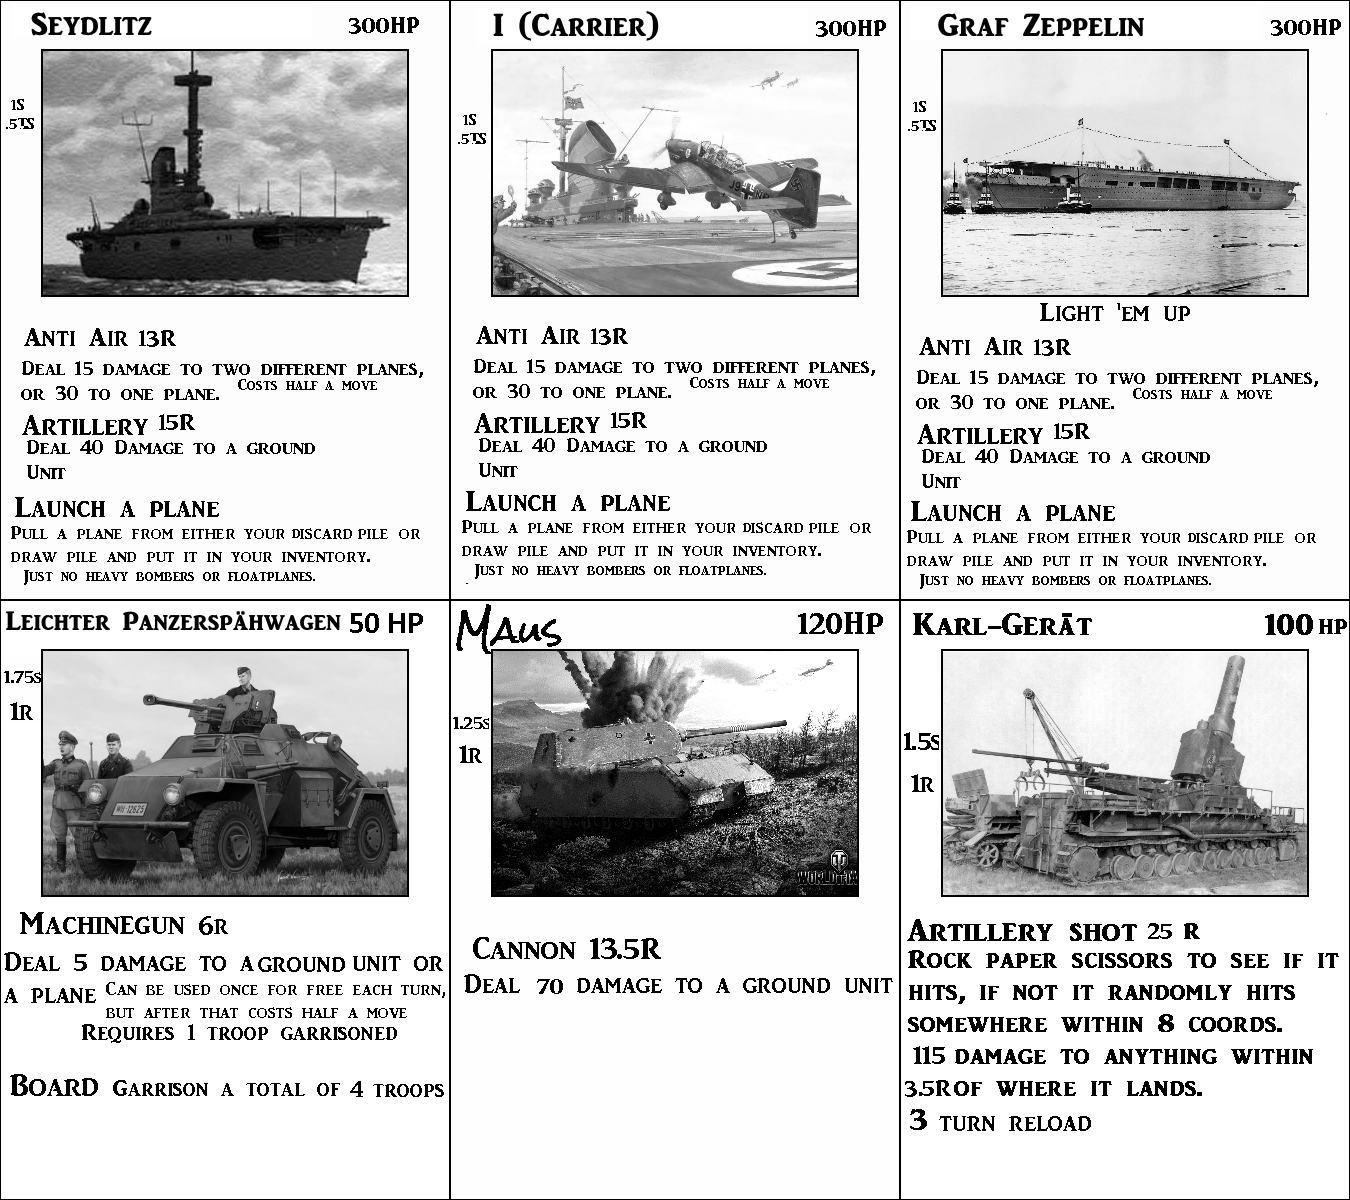 Seydlitz 300HP
1S
.5TS
Anti Air 13R
Deal 15 damage to two different planes,
or 30 to one plane. Costs half a move
Artillery 15R
Deal 40 Damage to a ground
Unit
Launch a plane
Pull a plane from either your discard pile or
draw pile and put it in your inventory.
Just no heavy bombers or floatplanes.
I (Carrier) 300HP
1S
.5TS
J9
Anti Air 13R
Deal 15 damage to two different planes,
or 30 to one plane. Costs half a move
Artillery 15R
Deal 40 Damage to a ground
Unit
Launch a plane
Pull a plane from either your discard pile or
draw pile and put it in your inventory.
Just no heavy bombers or floatplanes.
Graf Zeppelin 300HP
1S
.5TS
Light 'em up
Anti Air 13R
Deal 15 damage to two different planes,
or 30 to one plane. Costs half a move
Artillery 15R
Deal 40 Damage to a ground
Unit
Launch a plane
Pull a plane from either your discard pile or
draw pile and put it in your inventory.
Just no heavy bombers or floatplanes.
Leichter Panzerspähwagen 50 HP
1.75s
1R
WH-12625
Machinegun 6R
Deal 5 damage to a ground unit or
a plane Can be used once for free each turn,
but after that costs half a move
Requires 1 troop garrisoned
Board Garrison a total of 4 troops
Maus 120HP
1.25s
1R
Cannon 13.5R
Deal 70 damage to a ground unit
Karl-Gerät 100 HP
1.5s
1R
Artillery shot 25 R
Rock paper scissors to see if it
hits, if not it randomly hits
somewhere within 8 coords.
115 damage to anything within
3.5R of where it lands.
3 turn reload